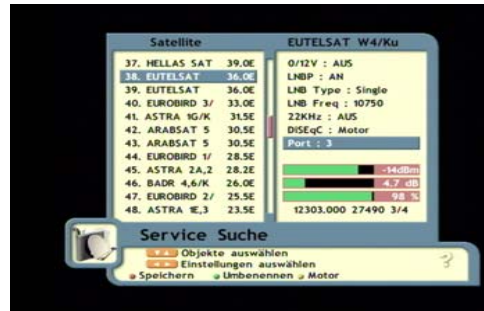 Satellite
37. HELLAS SAT 39.0E
38. EUTELSAT 36.0E
39. EUTELSAT 36.0E
40. EUROBIRD 3/ 33.0E
41. ASTRA 1G/K 31.5E
42. ARABSAT 5 30.5E
43. ARABSAT 5 30.5E
44. EUROBIRD 1/ 28.5E
45. ASTRA 2A,2 28.2E
46. BADR 4,6/K 26.0E
47. EUROBIRD 2/ 25.5E
48. ASTRA 1E,3 23.5E
EUTELSAT W4/Ku
0/12V : AUS
LNBP : AN
LNB Type : Single
LNB Freq : 10750
22KHz : AUS
DISEqC : Motor
Port : 3
-14dBm
4,7 dB
98 %
12303.000 27490 3/4
Service Suche
Objekte auswählen
Einstellungen auswählen
Speichern Umbenennen Motor